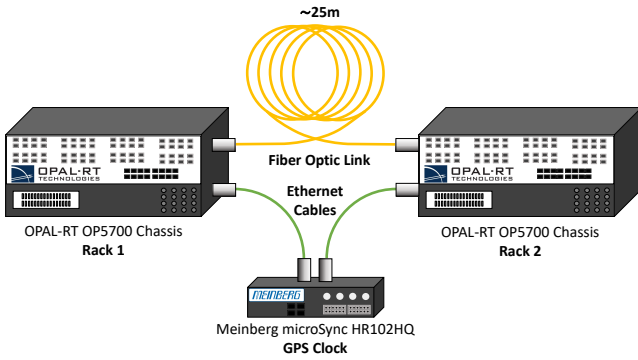 ~25m
OPAL-RT
TECHNOLOGIES
Fiber Optic Link
OPAL-RT
TECHNOLOGIES
Ethernet
Cables
OPAL-RT OP5700 Chassis
Rack 1
OPAL-RT OP5700 Chassis
Rack 2
MEINBERG
Meinberg microSync HR102HQ
GPS Clock